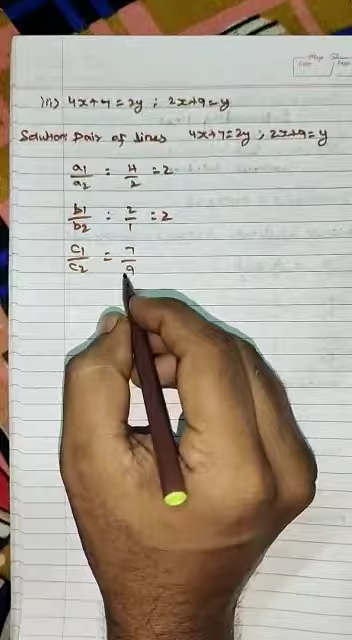 iii) 4x+7=2y ; 2x+9=y
Solution: Pair of lines 4x+7=2y ; 2x+9=y
a1/a2 = 4/2 = 2
b1/b2 = 2/1 = 2
c1/c2 = 7/9